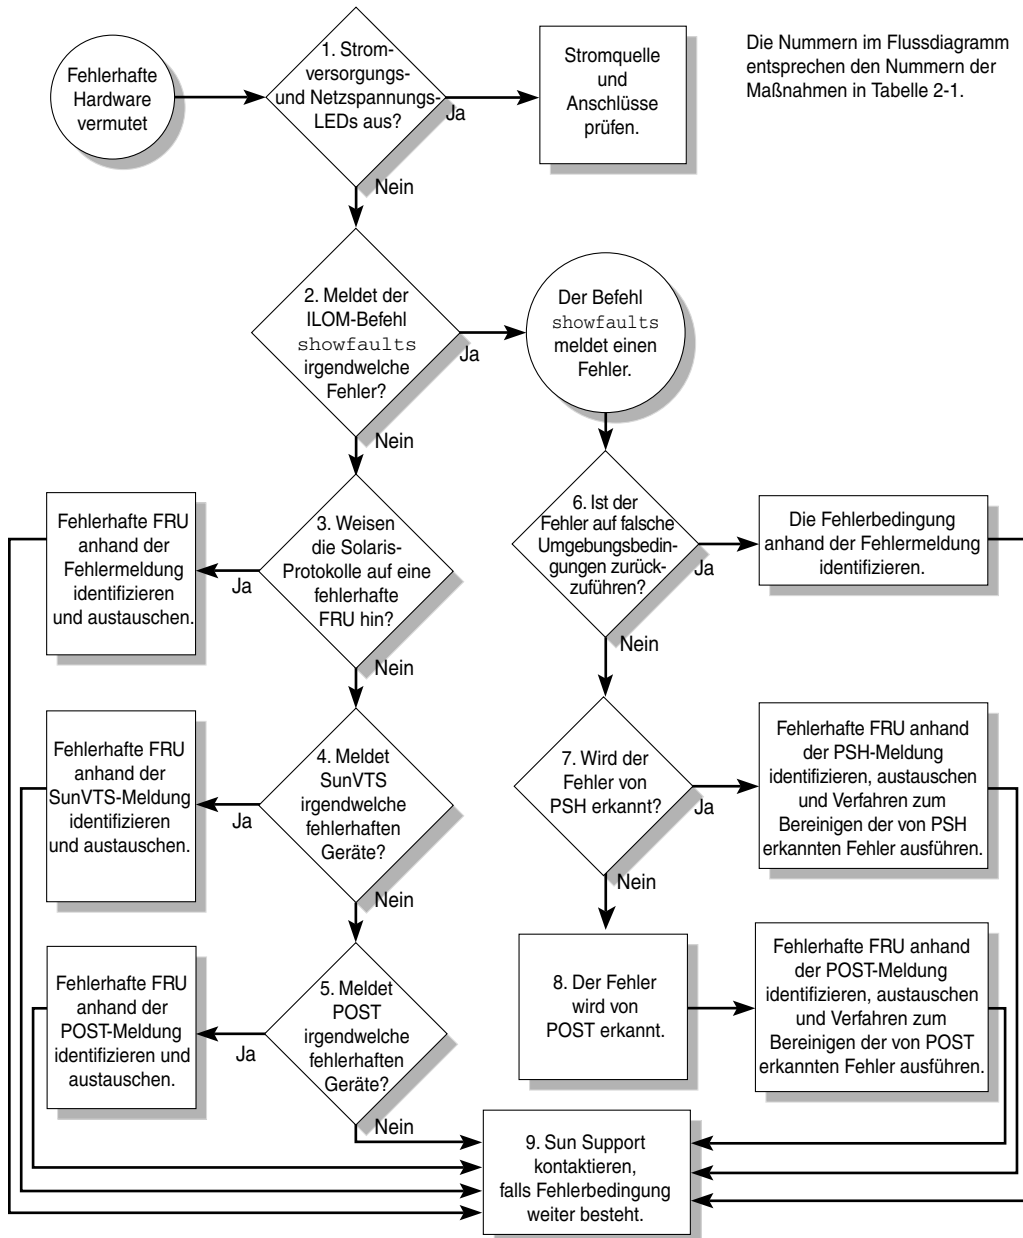 Fehlerhafte
Hardware
vermutet
1. Strom-
versorgungs-
und Netzspannungs-
LEDs aus?
Ja
Stromquelle
und
Anschlüsse
prüfen.
Die Nummern im Flussdiagramm
entsprechen den Nummern der
Maßnahmen in Tabelle 2-1.
Nein
2. Meldet der
ILOM-Befehl
showfaults
irgendwelche
Fehler?
Ja
Der Befehl
showfaults
meldet einen
Fehler.
Nein
3. Weisen
die Solaris-
Protokolle auf eine
fehlerhafte
FRU hin?
Ja
Fehlerhafte FRU
anhand der
Fehlermeldung
identifizieren
und austauschen.
6. Ist der
Fehler auf falsche
Umgebungsbedin-
gungen zurück-
zuführen?
Ja
Die Fehlerbedingung
anhand der Fehlermeldung
identifizieren.
Nein
Nein
4. Meldet
SunVTS
irgendwelche
fehlerhaften
Geräte?
Ja
Fehlerhafte FRU
anhand der
SunVTS-Meldung
identifizieren
und austauschen.
7. Wird der
Fehler von
PSH erkannt?
Ja
Fehlerhafte FRU anhand
der PSH-Meldung
identifizieren, austauschen
und Verfahren zum
Bereinigen der von PSH
erkannten Fehler ausführen.
Nein
Nein
5. Meldet
POST
irgendwelche
fehlerhaften
Geräte?
Ja
Fehlerhafte FRU
anhand der
POST-Meldung
identifizieren und
austauschen.
8. Der Fehler
wird von
POST erkannt.
Fehlerhafte FRU anhand
der POST-Meldung
identifizieren, austauschen
und Verfahren zum
Bereinigen der von POST
erkannten Fehler ausführen.
Nein
9. Sun Support
kontaktieren,
falls Fehlerbedingung
weiter besteht.